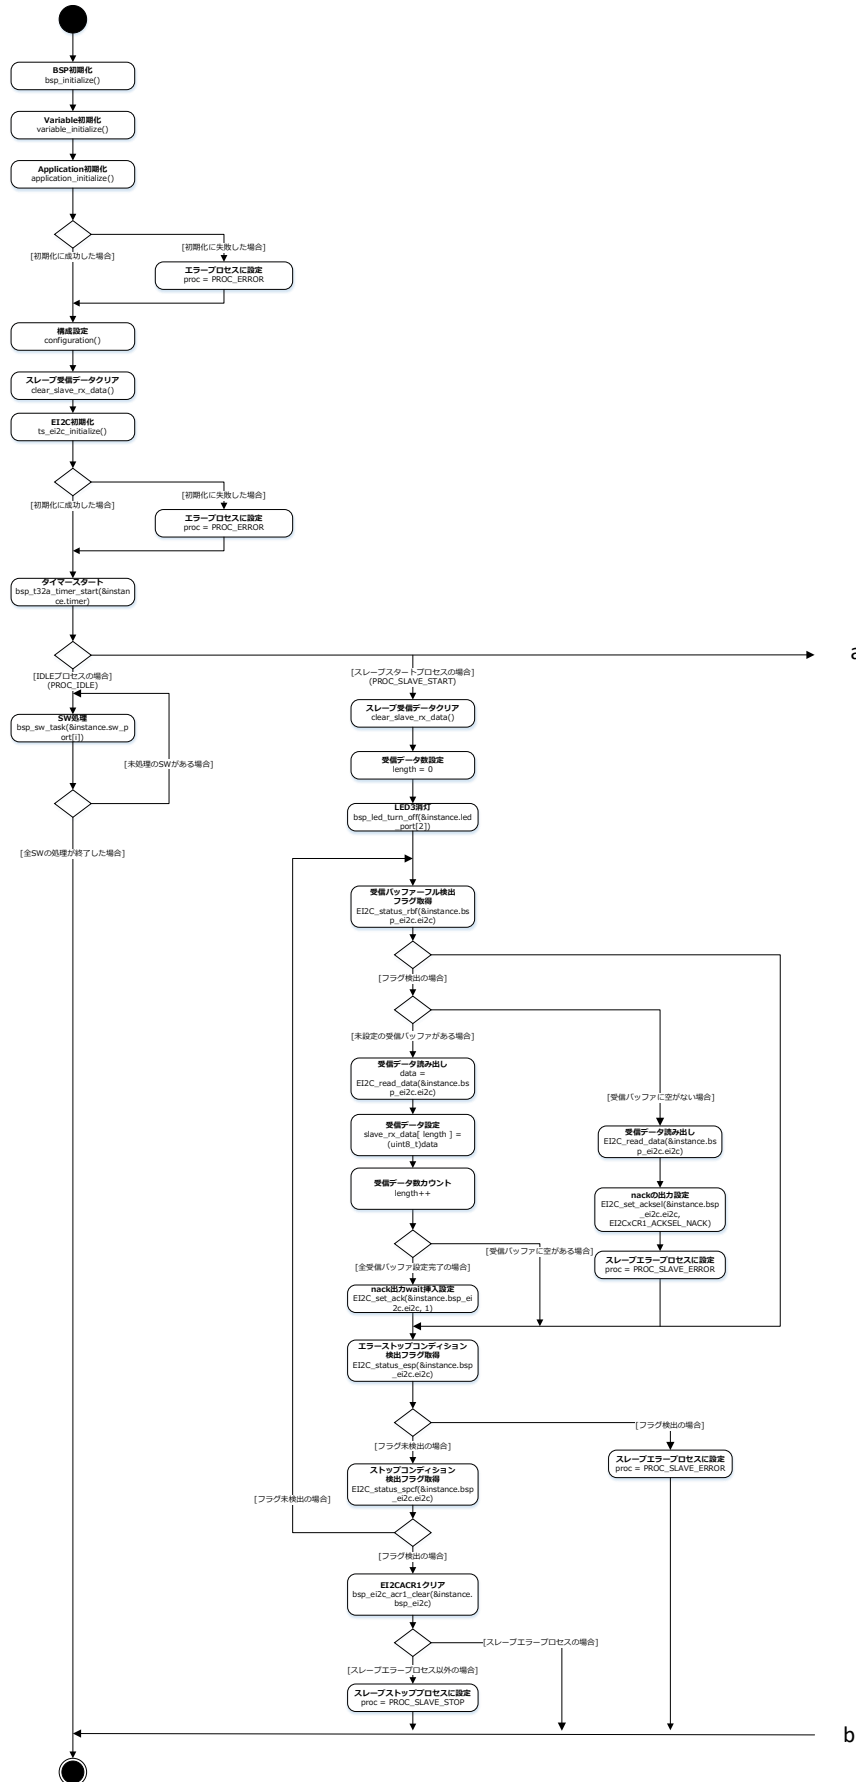 BSP初期化
bsp_initialize()
Variable初期化
variable_initialize()
Application初期化
application_initialize()
[初期化に失敗した場合]
[初期化に成功した場合]
エラープロセスに設定
proc = PROC_ERROR
構成設定
configuration()
スレーブ受信データクリア
clear_slave_rx_data()
EI2C初期化
ts_ei2c_initialize()
[初期化に失敗した場合]
[初期化に成功した場合]
エラープロセスに設定
proc = PROC_ERROR
タイマースタート
bsp_t32a_timer_start(&instan
ce.timer)
a
[IDLEプロセスの場合]
(PROC_IDLE)
SW処理
bsp_sw_task(&instance.sw_p
ort[i])
[未処理のSWがある場合]
[全SWの処理が終了した場合]
[スレーブスタートプロセスの場合]
(PROC_SLAVE_START)
スレーブ受信データクリア
clear_slave_rx_data()
受信データ数設定
length = 0
LED3消灯
bsp_led_turn_off(&instance.led
_port[2])
受信バッファーフル検出
フラグ取得
EI2C_status_rbf(&instance.bs
p_ei2c.ei2c)
[フラグ検出の場合]
[未設定の受信バッファがある場合]
受信データ読み出し
data =
EI2C_read_data(&instance.bs
p_ei2c.ei2c)
[受信バッファに空がない場合]
受信データ設定
slave_rx_data[ length ] =
(uint8_t)data
受信データ読み出し
EI2C_read_data(&instance.bs
p_ei2c.ei2c)
受信データ数カウント
length++
nackの出力設定
EI2C_set_acksel(&instance.bsp
_ei2c.ei2c,
EI2CxCR1_ACKSEL_NACK)
[受信バッファに空がある場合]
[全受信バッファ設定完了の場合]
スレーブエラープロセスに設定
proc = PROC_SLAVE_ERROR
nack出力wait挿入設定
EI2C_set_ack(&instance.bsp_ei
2c.ei2c, 1)
エラーストップコンディション
検出フラグ取得
EI2C_status_esp(&instance.bsp
_ei2c.ei2c)
[フラグ検出の場合]
[フラグ未検出の場合]
スレーブエラープロセスに設定
proc = PROC_SLAVE_ERROR
ストップコンディション
検出フラグ取得
EI2C_status_spcf(&instance.bsp
_ei2c.ei2c)
[フラグ未検出の場合]
[フラグ検出の場合]
EI2CACR1クリア
bsp_ei2c_acr1_clear(&instance.
bsp_ei2c)
[スレーブエラープロセスの場合]
[スレーブエラープロセス以外の場合]
スレーブストッププロセスに設定
proc = PROC_SLAVE_STOP
b